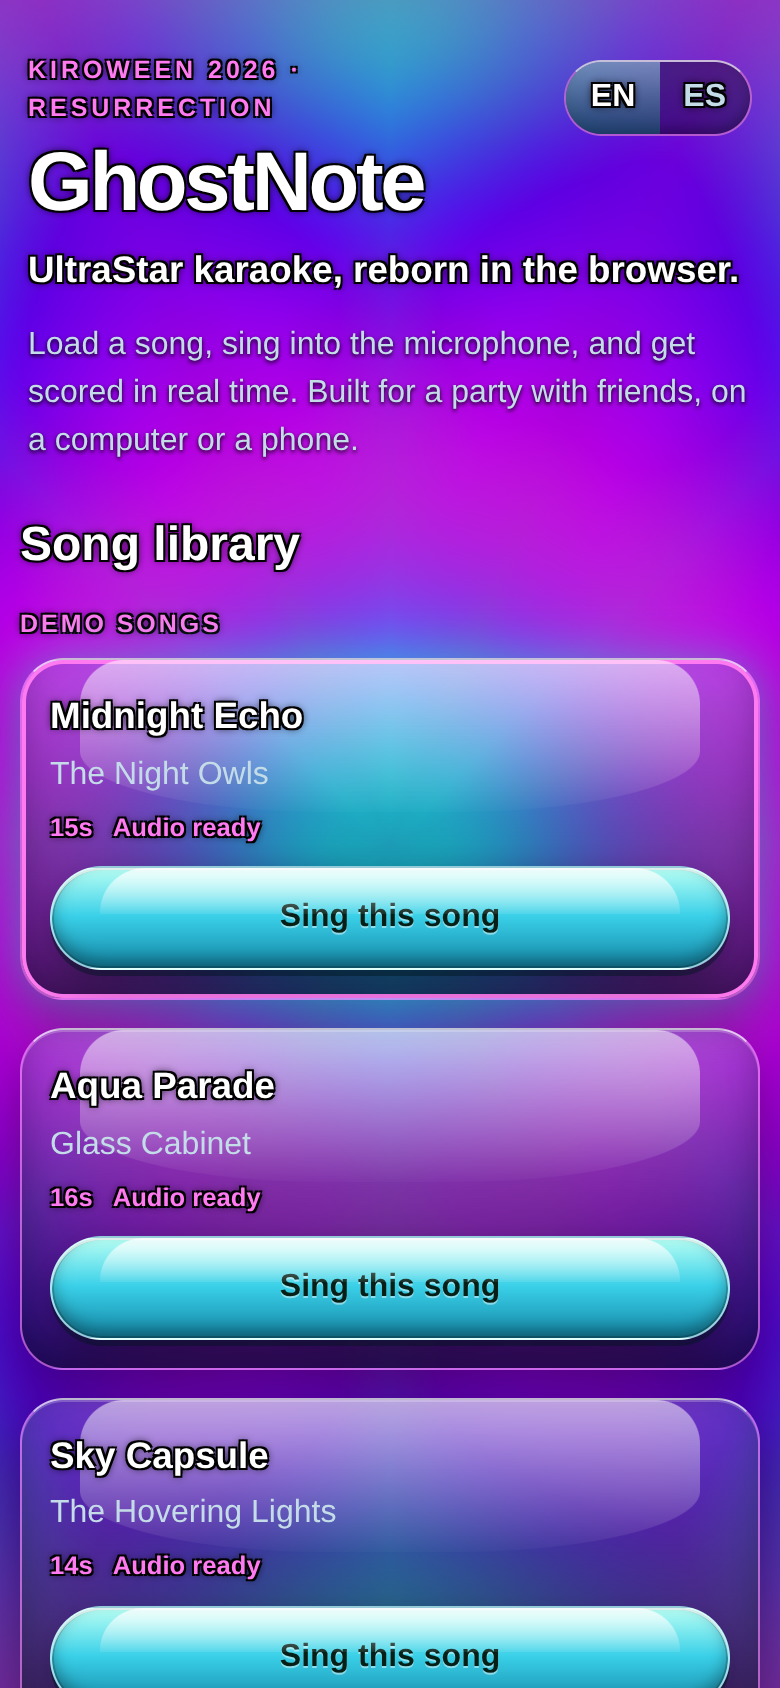 KIROWEEN 2026 ·
RESURRECTION
EN ES
GhostNote
UltraStar karaoke, reborn in the browser.
Load a song, sing into the microphone, and get
scored in real time. Built for a party with friends, on
a computer or a phone.
Song library
DEMO SONGS
Midnight Echo
The Night Owls
15s Audio ready
Sing this song
Aqua Parade
Glass Cabinet
16s Audio ready
Sing this song
Sky Capsule
The Hovering Lights
14s Audio ready
Sing this song